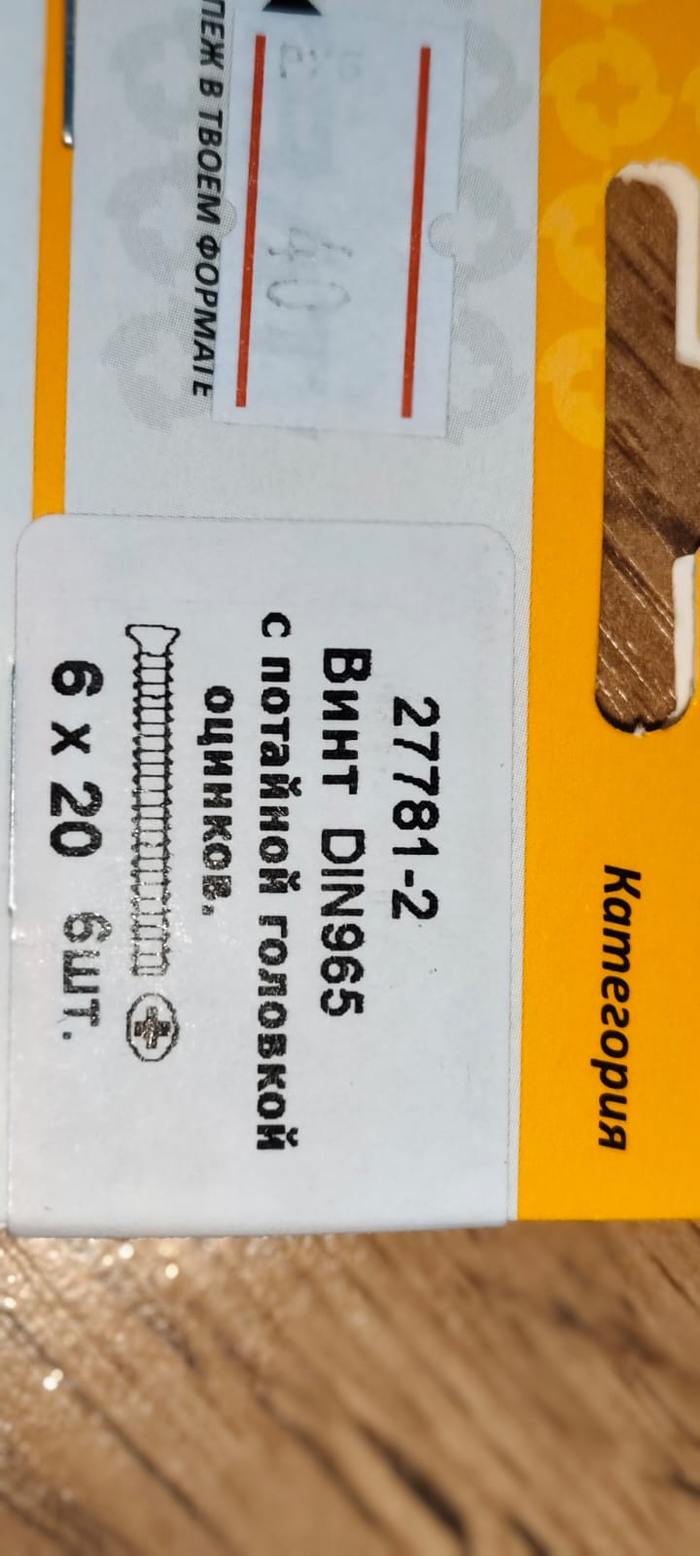 Категория
ПЕЖ В ТВОЕМ ФОРМАТЕ
40
27781-2
Винт DIN965
с потайной головкой
оцинков.
6 x 20 6шт.